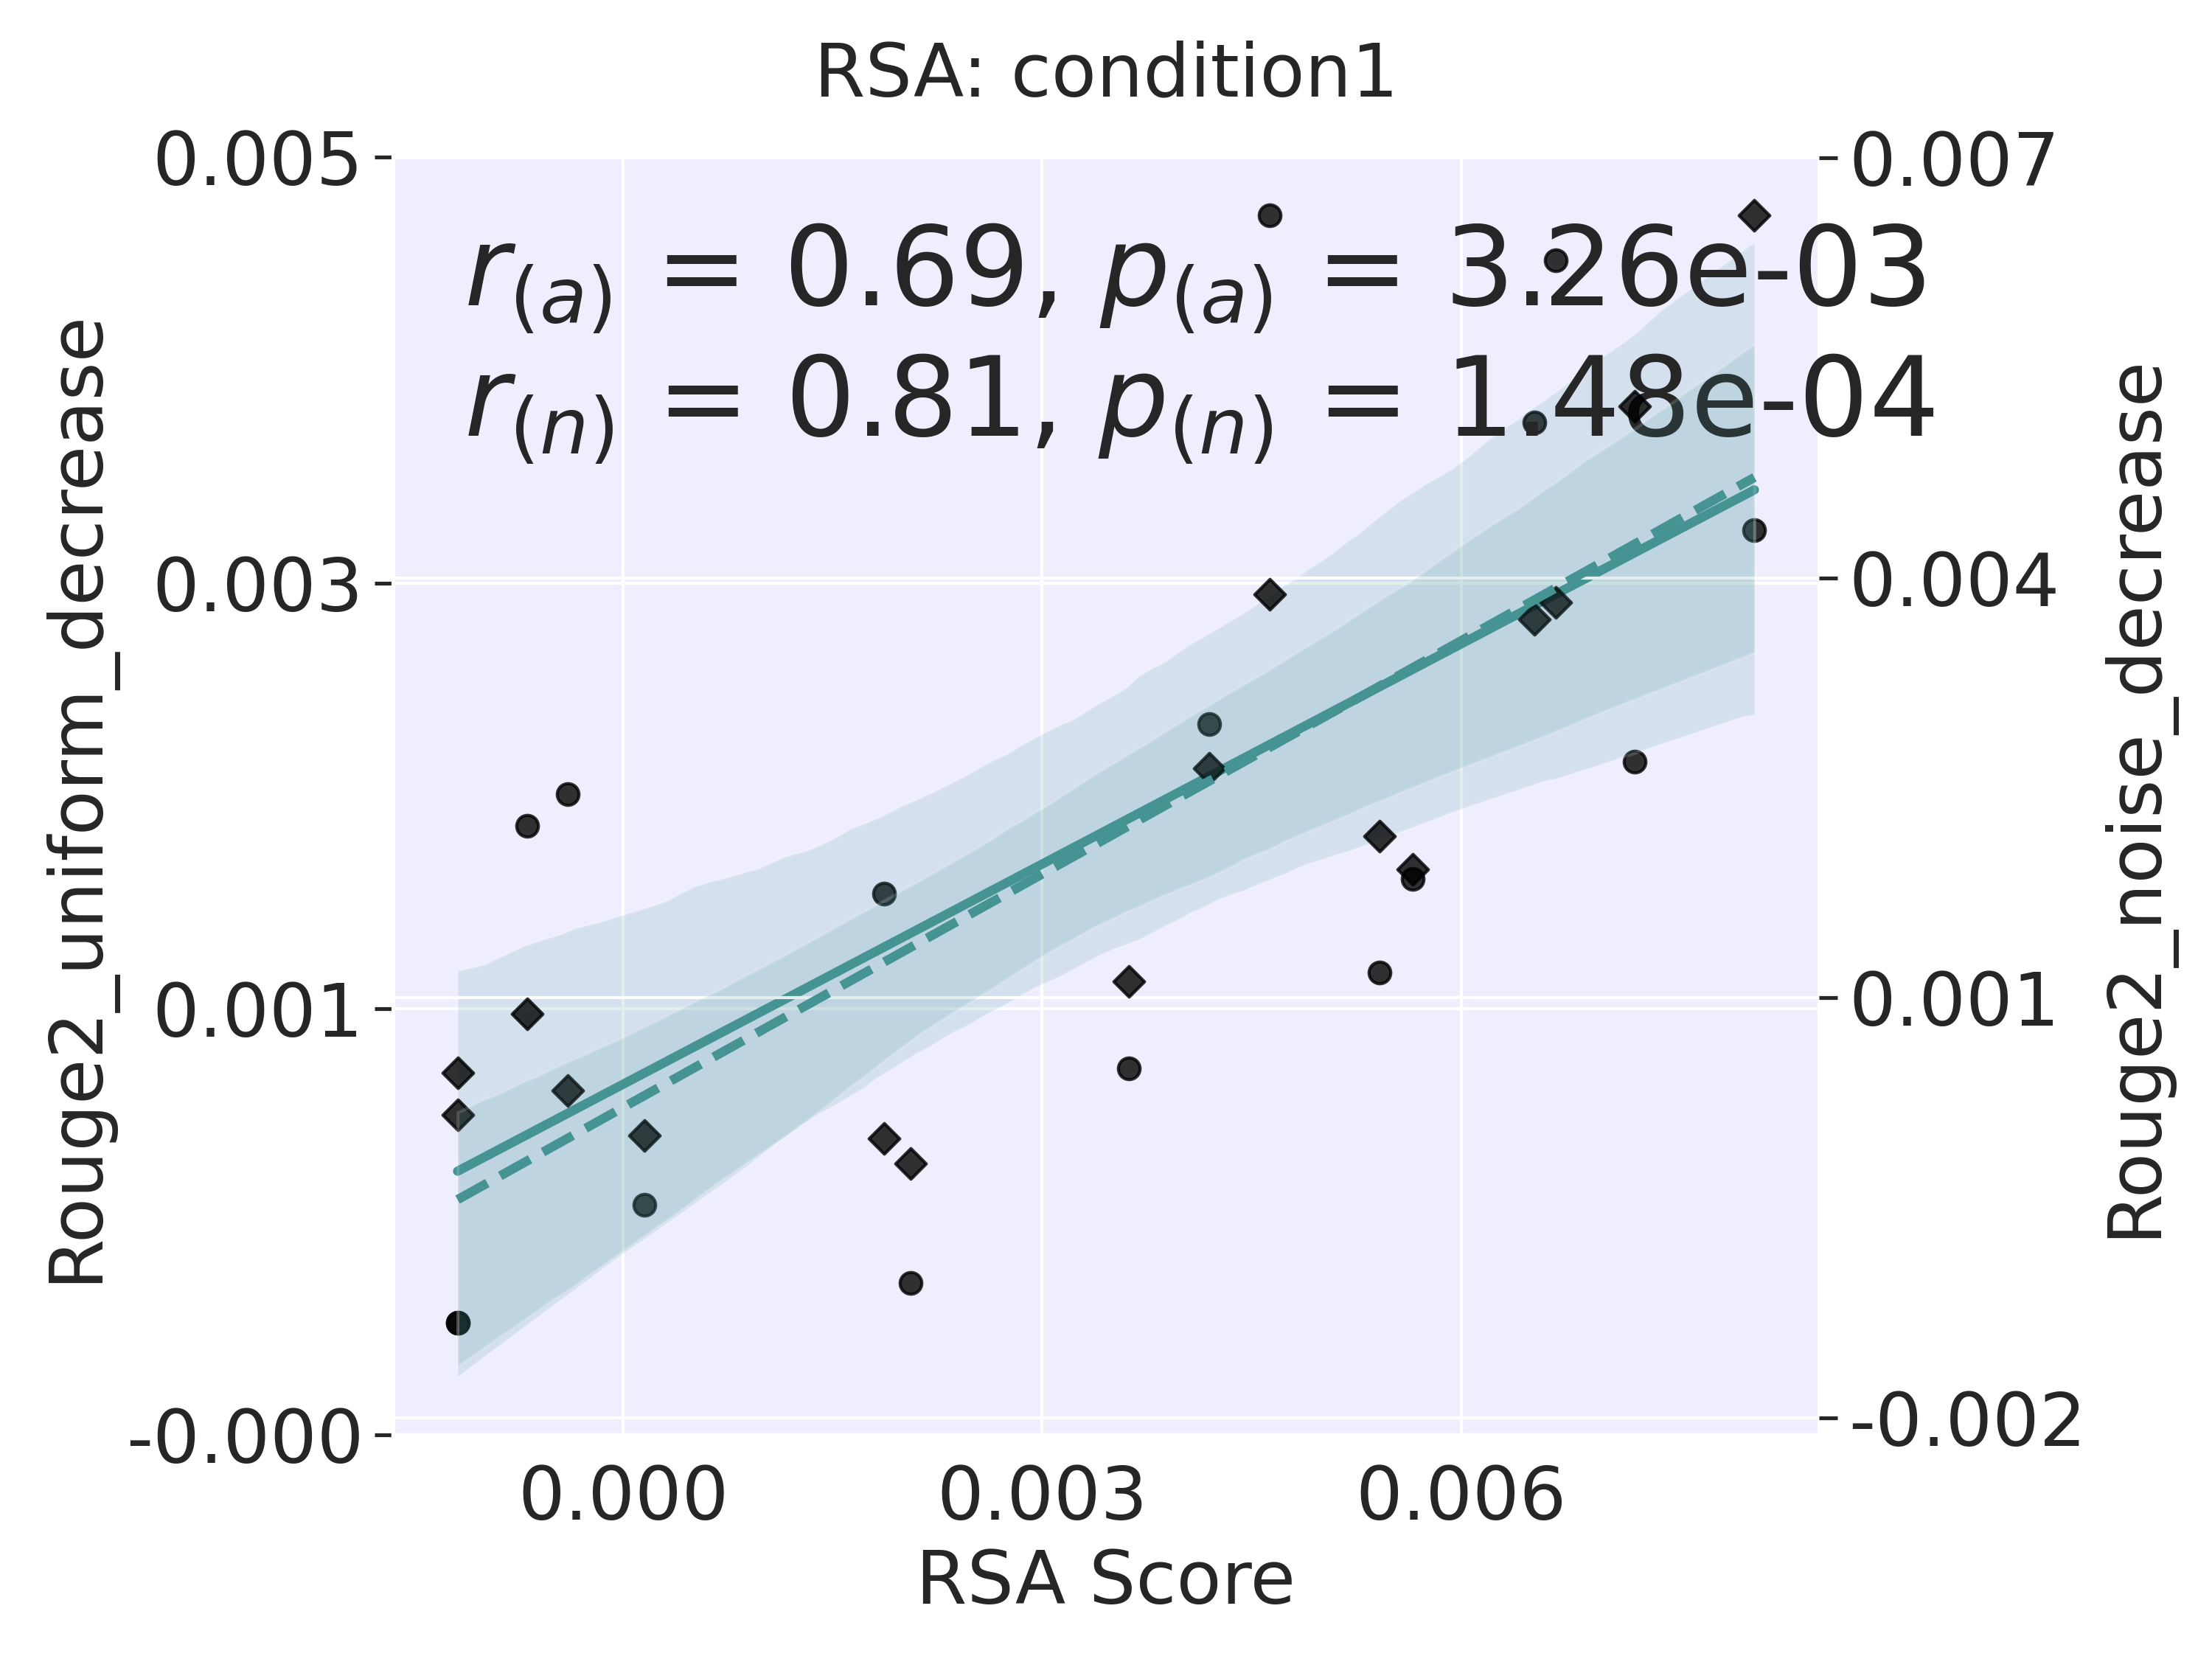 RSA: condition1
0.005
0.003
0.001
-0.000
Rouge2_uniform_decrease
r(a) = 0.69, p(a) = 3.26e-03
r(n) = 0.81, p(n) = 1.48e-04
0.007
0.004
0.001
-0.002
Rouge2_noise_decrease
0.000 0.003 0.006
RSA Score